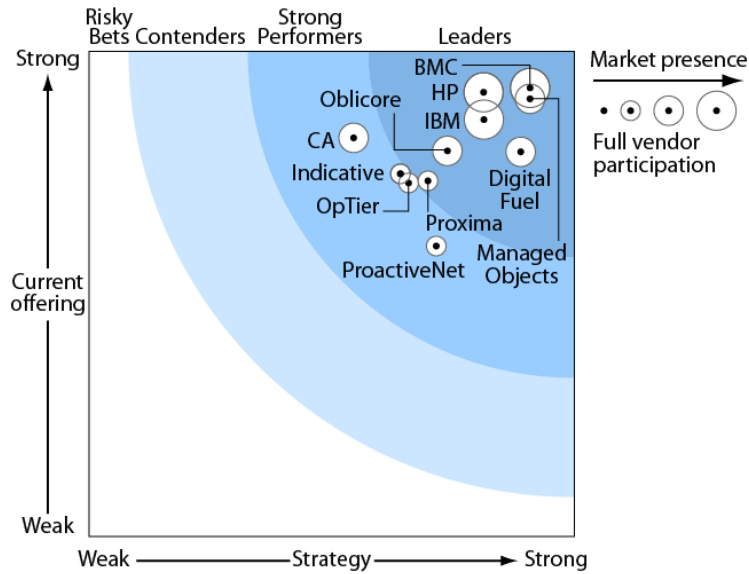 Risky
Bets
Contenders
Strong
Performers
Leaders
Strong
Current
offering
Weak
BMC
HP
Oblicore
IBM
CA
Indicative
OpTier
Digital
Fuel
Proxima
ProactiveNet
Managed
Objects
Market presence
Full vendor
participation
Weak
Strategy
Strong